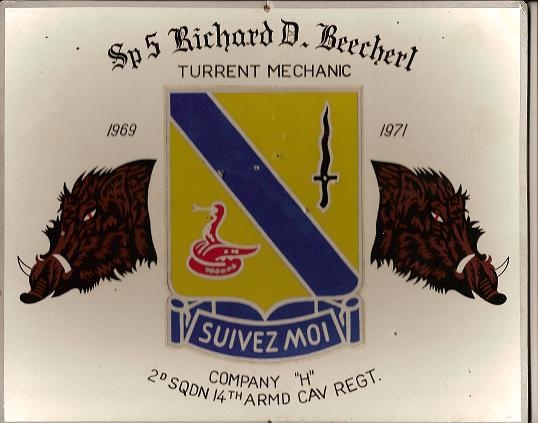 Sp5 Richard D. Beecherl
TURRENT MECHANIC
1969
1971
SUIVEZ MOI
COMPANY "H"
2D SQDN 14TH ARMD CAV REGT.